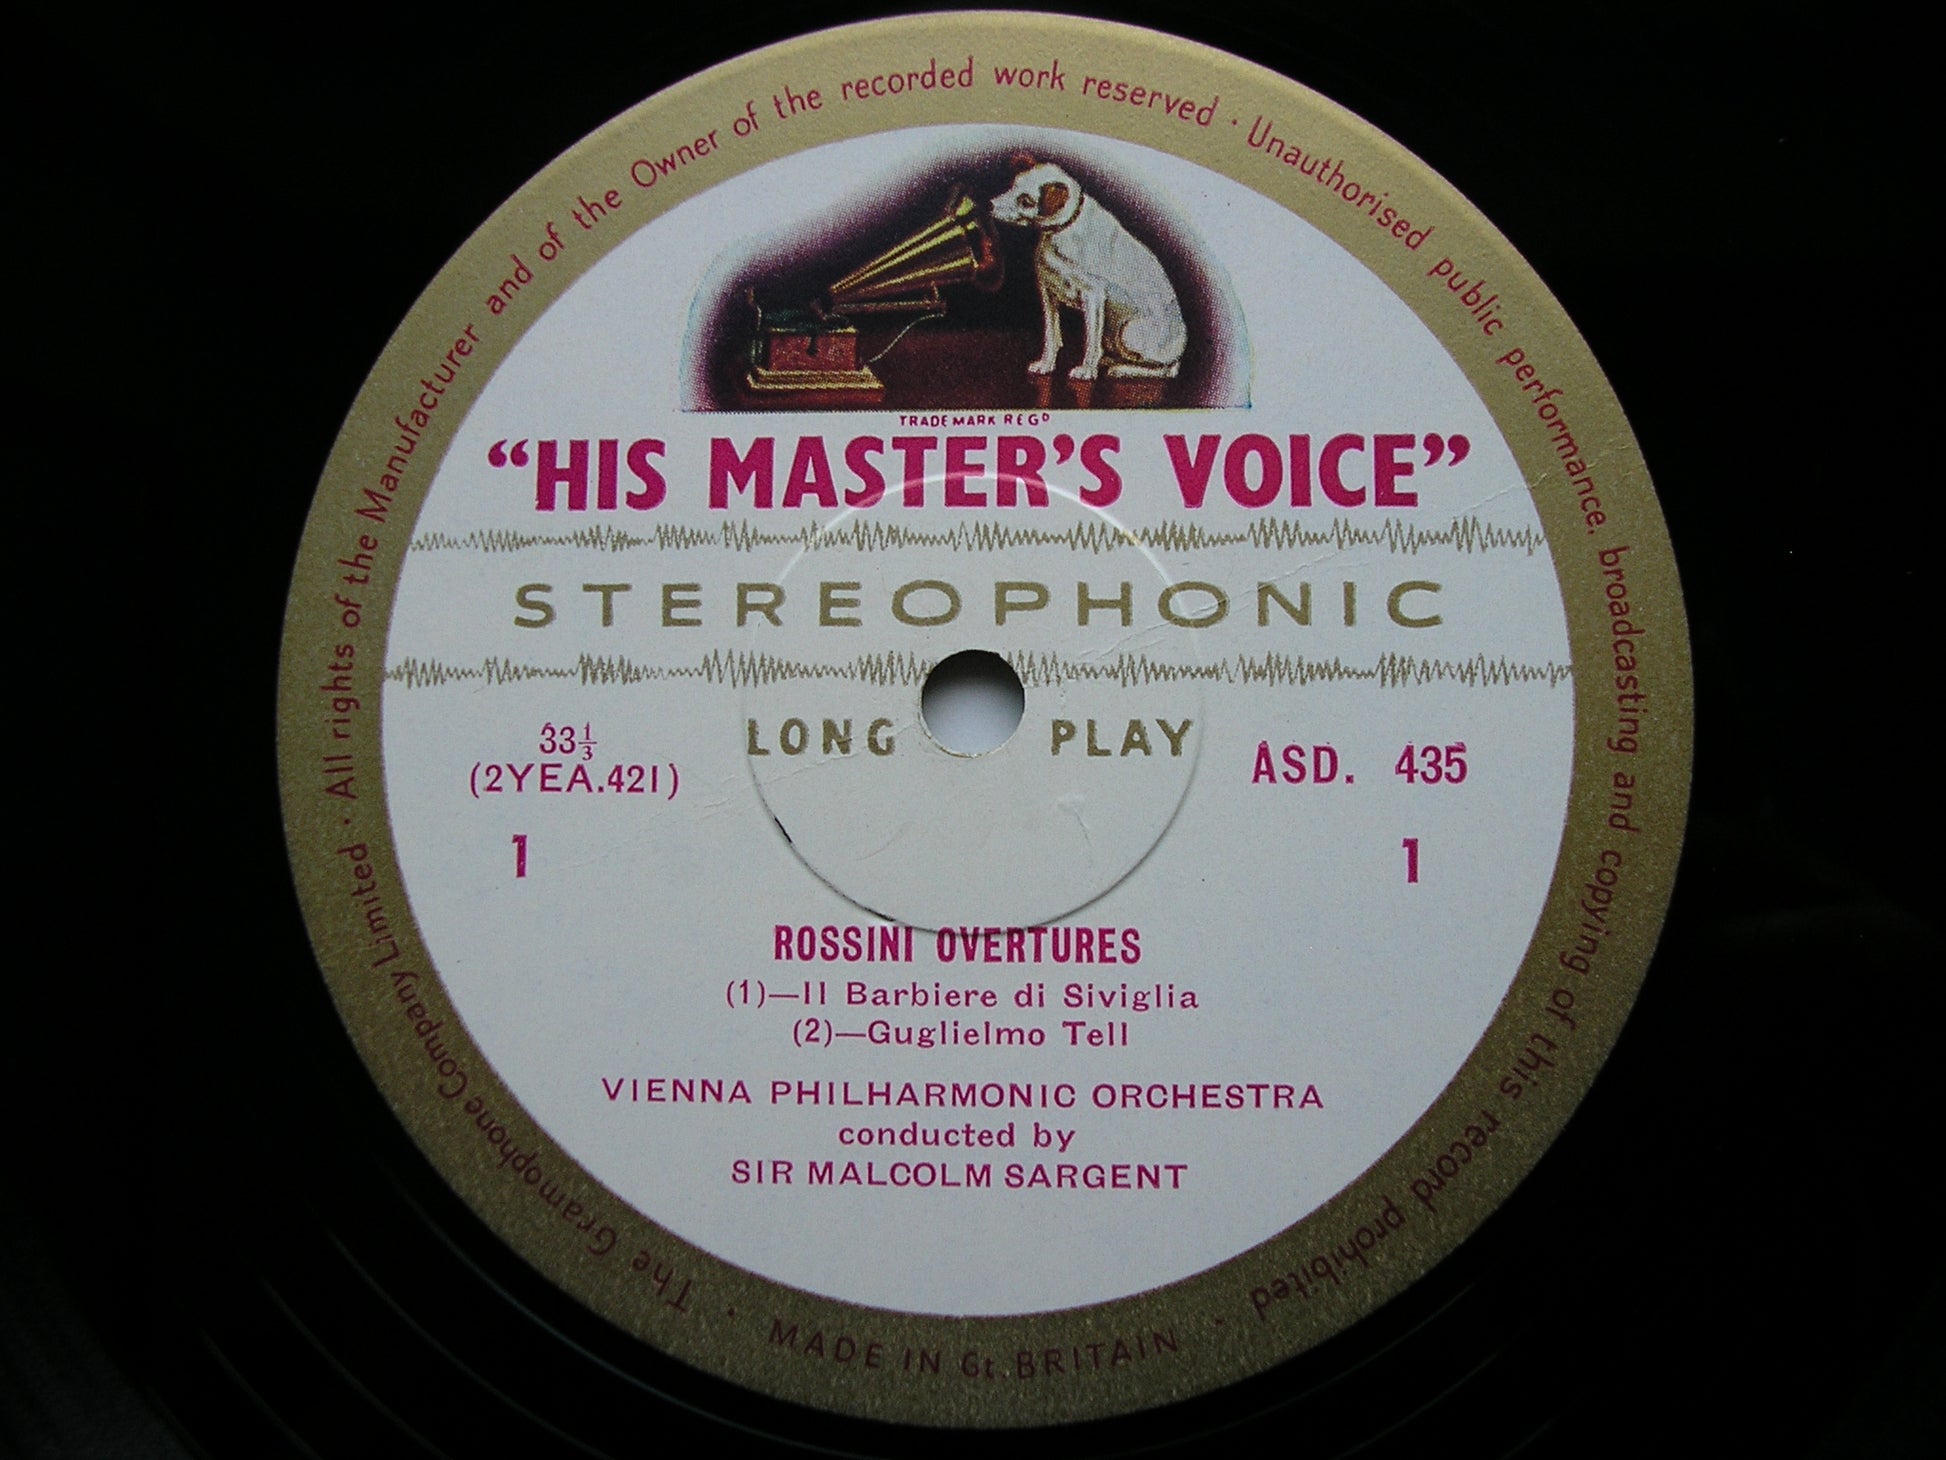 The Gramophone Company Limited · All rights of the Manufacturer and of the Owner of the recorded work reserved · Unauthorised public performance, broadcasting and copying of this record prohibited ·
TRADE MARK REGD
“HIS MASTER'S VOICE”
STEREOPHONIC
LONG PLAY
33⅓
(2YEA.421)
ASD. 435
1
1
ROSSINI OVERTURES
(1)—Il Barbiere di Siviglia
(2)—Guglielmo Tell
VIENNA PHILHARMONIC ORCHESTRA
conducted by
SIR MALCOLM SARGENT
· MADE IN Gt. BRITAIN